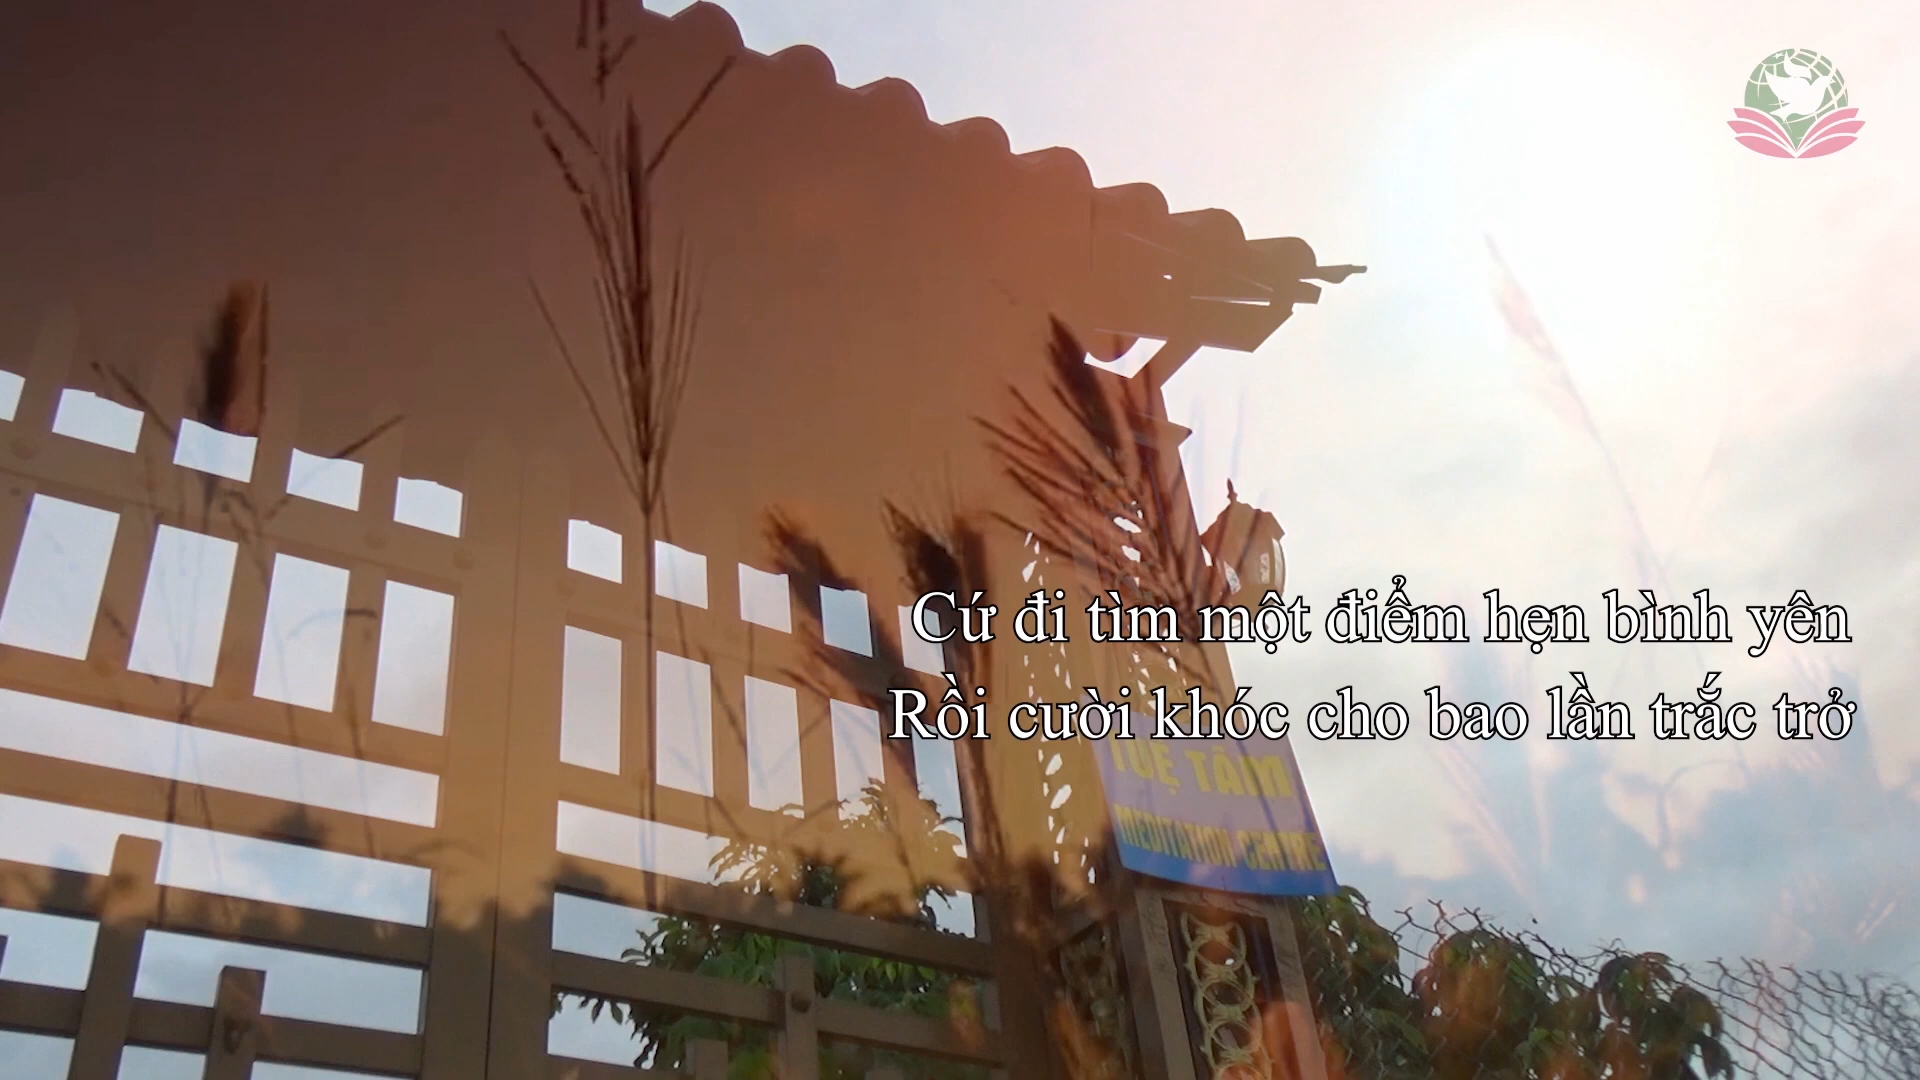 Cứ đi tìm một điểm hẹn bình yên
Rồi cười khóc cho bao lần trắc trở
TUỆ TÂM
MEDITATION CENTRE